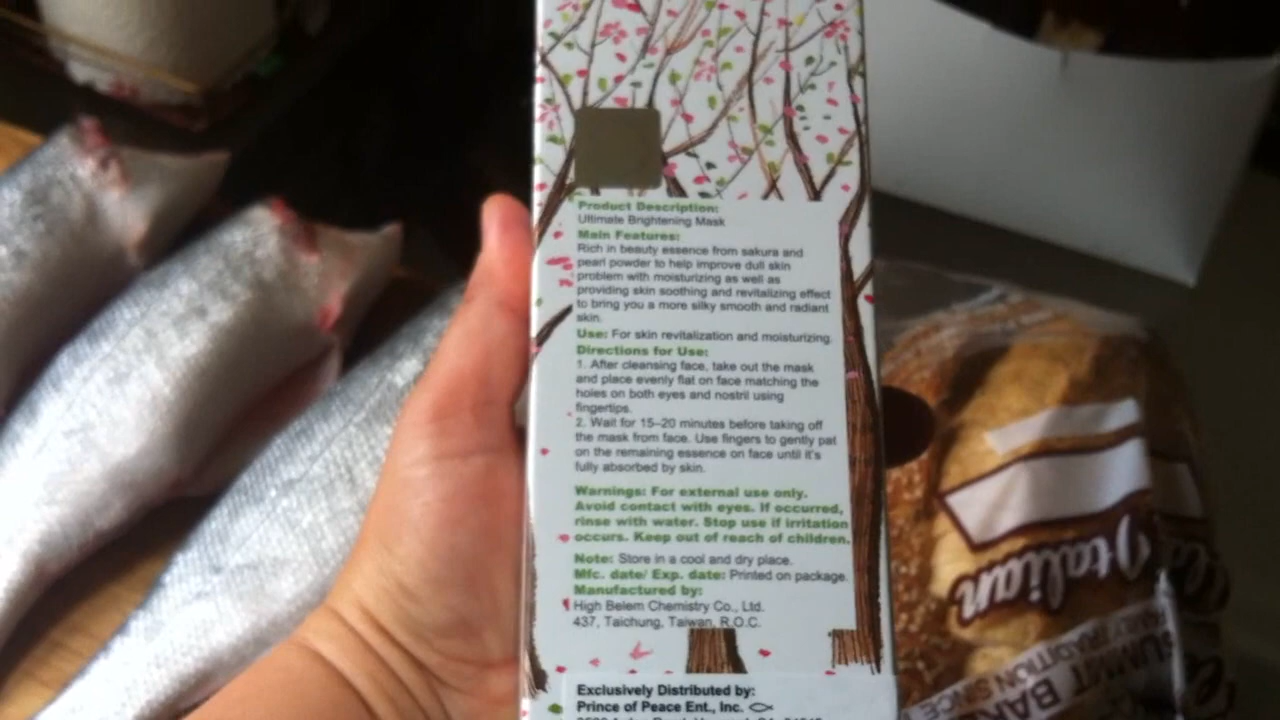 Product Description:
Ultimate Brightening Mask
Main Features:
Rich in beauty essence from sakura and
pearl powder to help improve dull skin
problem with moisturizing as well as
providing skin soothing and revitalizing effect
to bring you a more silky smooth and radiant
skin.
Use: For skin revitalization and moisturizing.
Directions for Use:
1. After cleansing face, take out the mask
and place evenly flat on face matching the
holes on both eyes and nostril using
fingertips.
2. Wait for 15–20 minutes before taking off
the mask from face. Use fingers to gently pat
on the remaining essence on face until it's
fully absorbed by skin.
Warnings: For external use only.
Avoid contact with eyes. If occurred,
rinse with water. Stop use if irritation
occurs. Keep out of reach of children.
Note: Store in a cool and dry place.
Mfc. date/ Exp. date: Printed on package.
Manufactured by:
High Belem Chemistry Co., Ltd.
437, Taichung, Taiwan, R.O.C.
Exclusively Distributed by:
Prince of Peace Ent., Inc.
Italian
SUMMIT
TRADITION SINCE